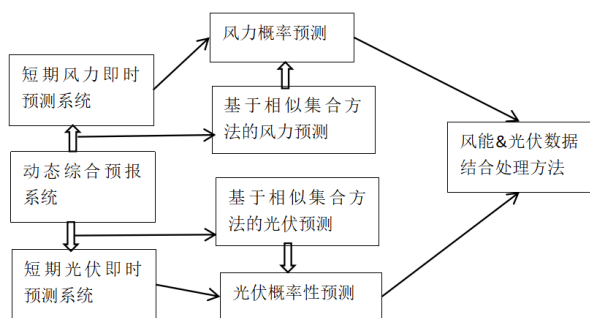 风力概率预测
短期风力即时
预测系统
基于相似集合方
法的风力预测
风能&光伏数据
结合处理方法
动态综合预报
系统
基于相似集合方
法的光伏预测
短期光伏即时
预测系统
光伏概率性预测